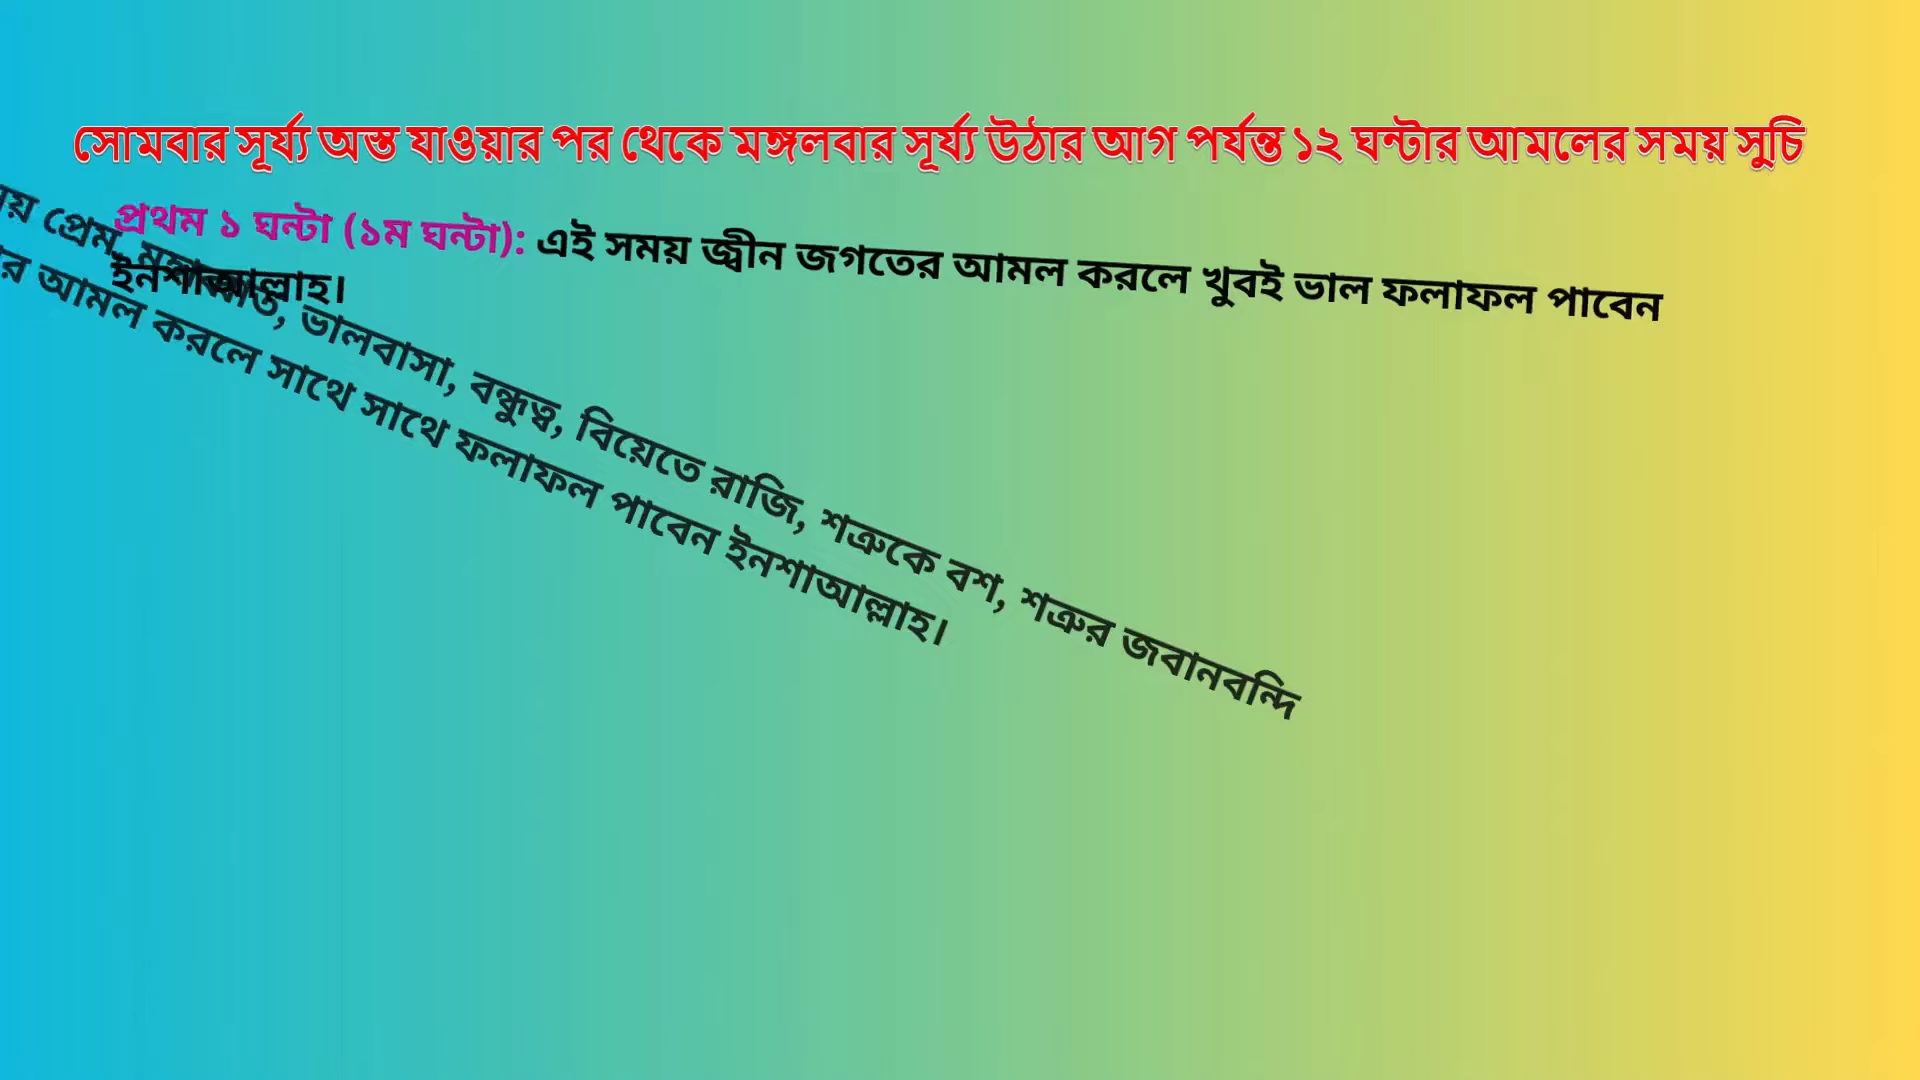 সোমবার সূর্য্য অস্ত যাওয়ার পর থেকে মঙ্গলবার সূর্য্য উঠার আগ পর্যন্ত ১২ ঘন্টার আমলের সময় সুচি
প্রথম ১ ঘন্টা (১ম ঘন্টা): এই সময় জ্বীন জগতের আমল করলে খুবই ভাল ফলাফল পাবেন
ইনশাআল্লাহ।
প্রেম, ভালবাসা, বন্ধুত্ব, বিয়েতে রাজি, শত্রুকে বশ, শত্রুর জবানবন্দি
আমল করলে সাথে সাথে ফলাফল পাবেন ইনশাআল্লাহ।